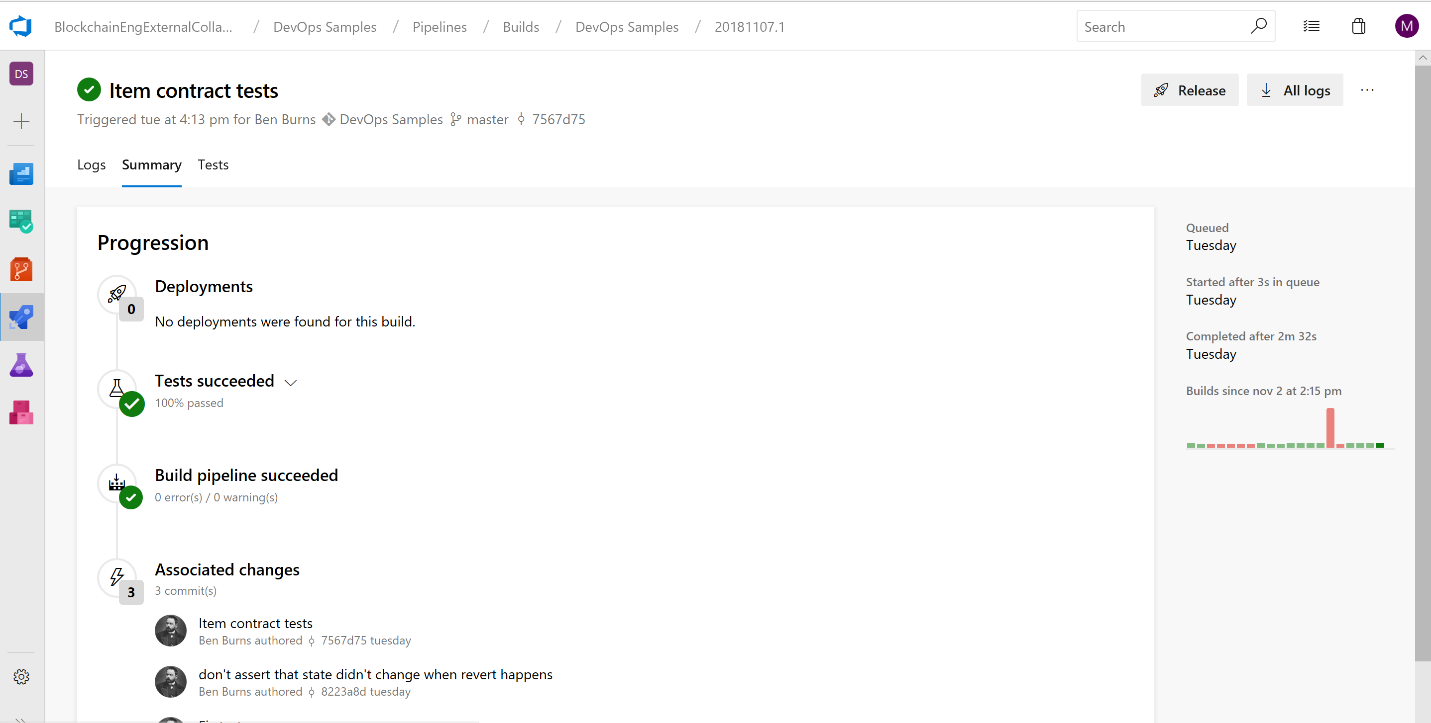 BlockchainEngExternalColla... / DevOps Samples / Pipelines / Builds / DevOps Samples / 20181107.1
Search
M
DS
Item contract tests
Release
All logs
...
Triggered tue at 4:13 pm for Ben Burns DevOps Samples master 7567d75
Logs Summary Tests
Progression
Deployments
0
No deployments were found for this build.
Tests succeeded
100% passed
Build pipeline succeeded
0 error(s) / 0 warning(s)
Associated changes
3
3 commit(s)
Item contract tests
Ben Burns authored 7567d75 tuesday
don't assert that state didn't change when revert happens
Ben Burns authored 8223a8d tuesday
Queued
Tuesday
Started after 3s in queue
Tuesday
Completed after 2m 32s
Tuesday
Builds since nov 2 at 2:15 pm